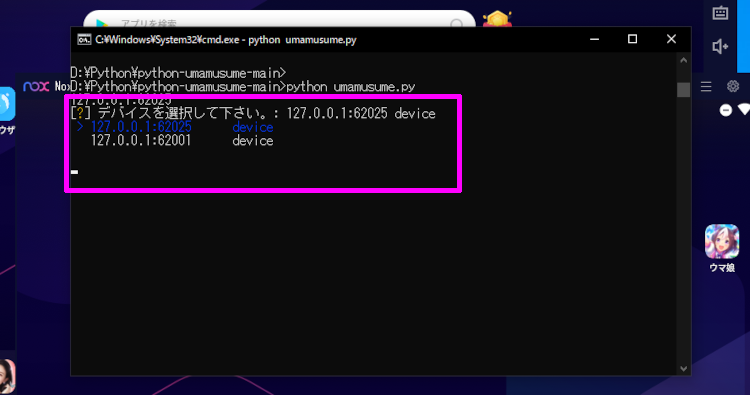 アプリを検索
C:¥Windows¥System32¥cmd.exe - python umamusume.py
D:¥Python¥python-umamusume-main>
D:¥Python¥python-umamusume-main>python umamusume.py
nox Nox
127.0.0.1:62025
[?] デバイスを選択して下さい。: 127.0.0.1:62025 device
> 127.0.0.1:62025 device
127.0.0.1:62001 device
ウザ
ウマ娘